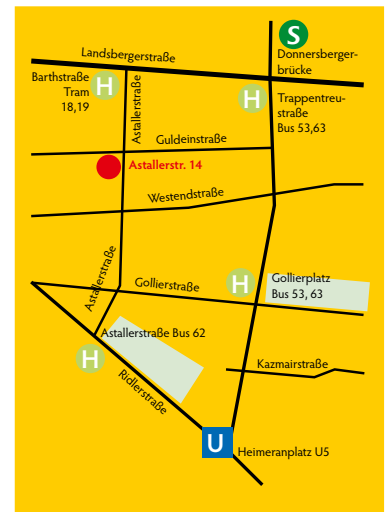 S
Donnersberger-
brücke
Landsbergerstraße
Barthstraße
Tram
18,19
H
Astallerstraße
H
Trappentreu-
straße
Bus 53,63
Guldeinstraße
Astallerstr. 14
Westendstraße
Astallerstraße
Gollierstraße
H
Gollierplatz
Bus 53, 63
Astallerstraße Bus 62
H
Ridlerstraße
Kazmairstraße
U
Heimeranplatz U5